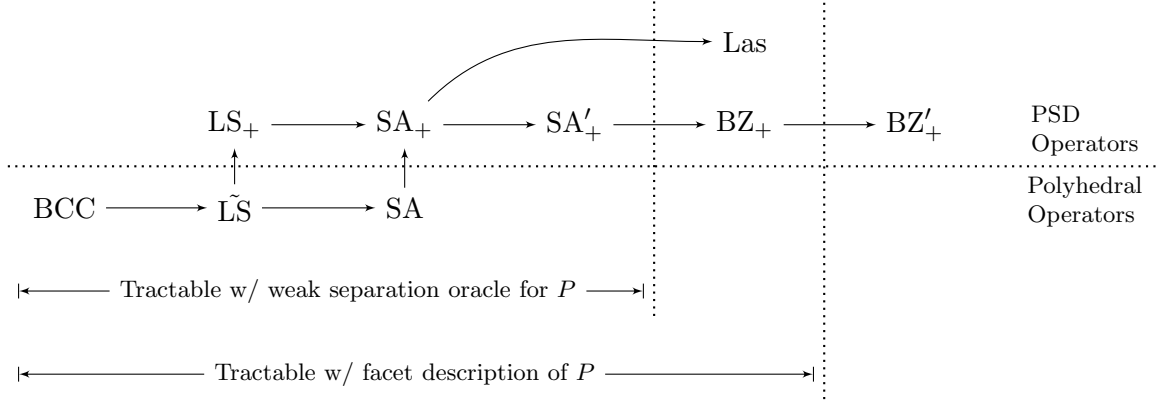 Las
LS₊ SA₊ SA′₊ BZ₊ BZ′₊ PSD
Operators
BCC L̃S SA Polyhedral
Operators
Tractable w/ weak separation oracle for P
Tractable w/ facet description of P